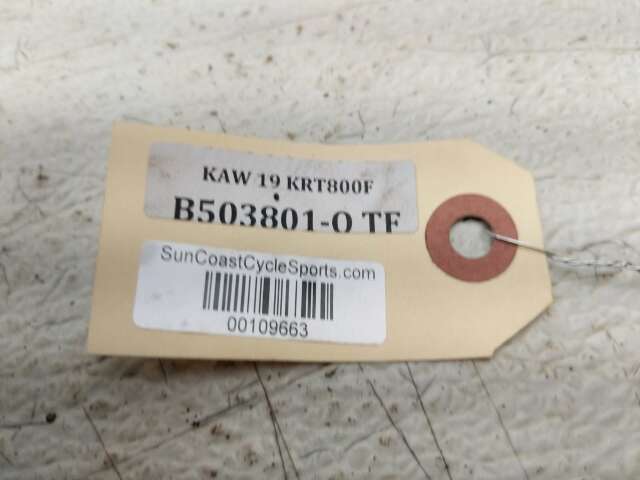 KAW 19 KRT800F
B503801-O TF
SunCoastCycleSports.com
00109663